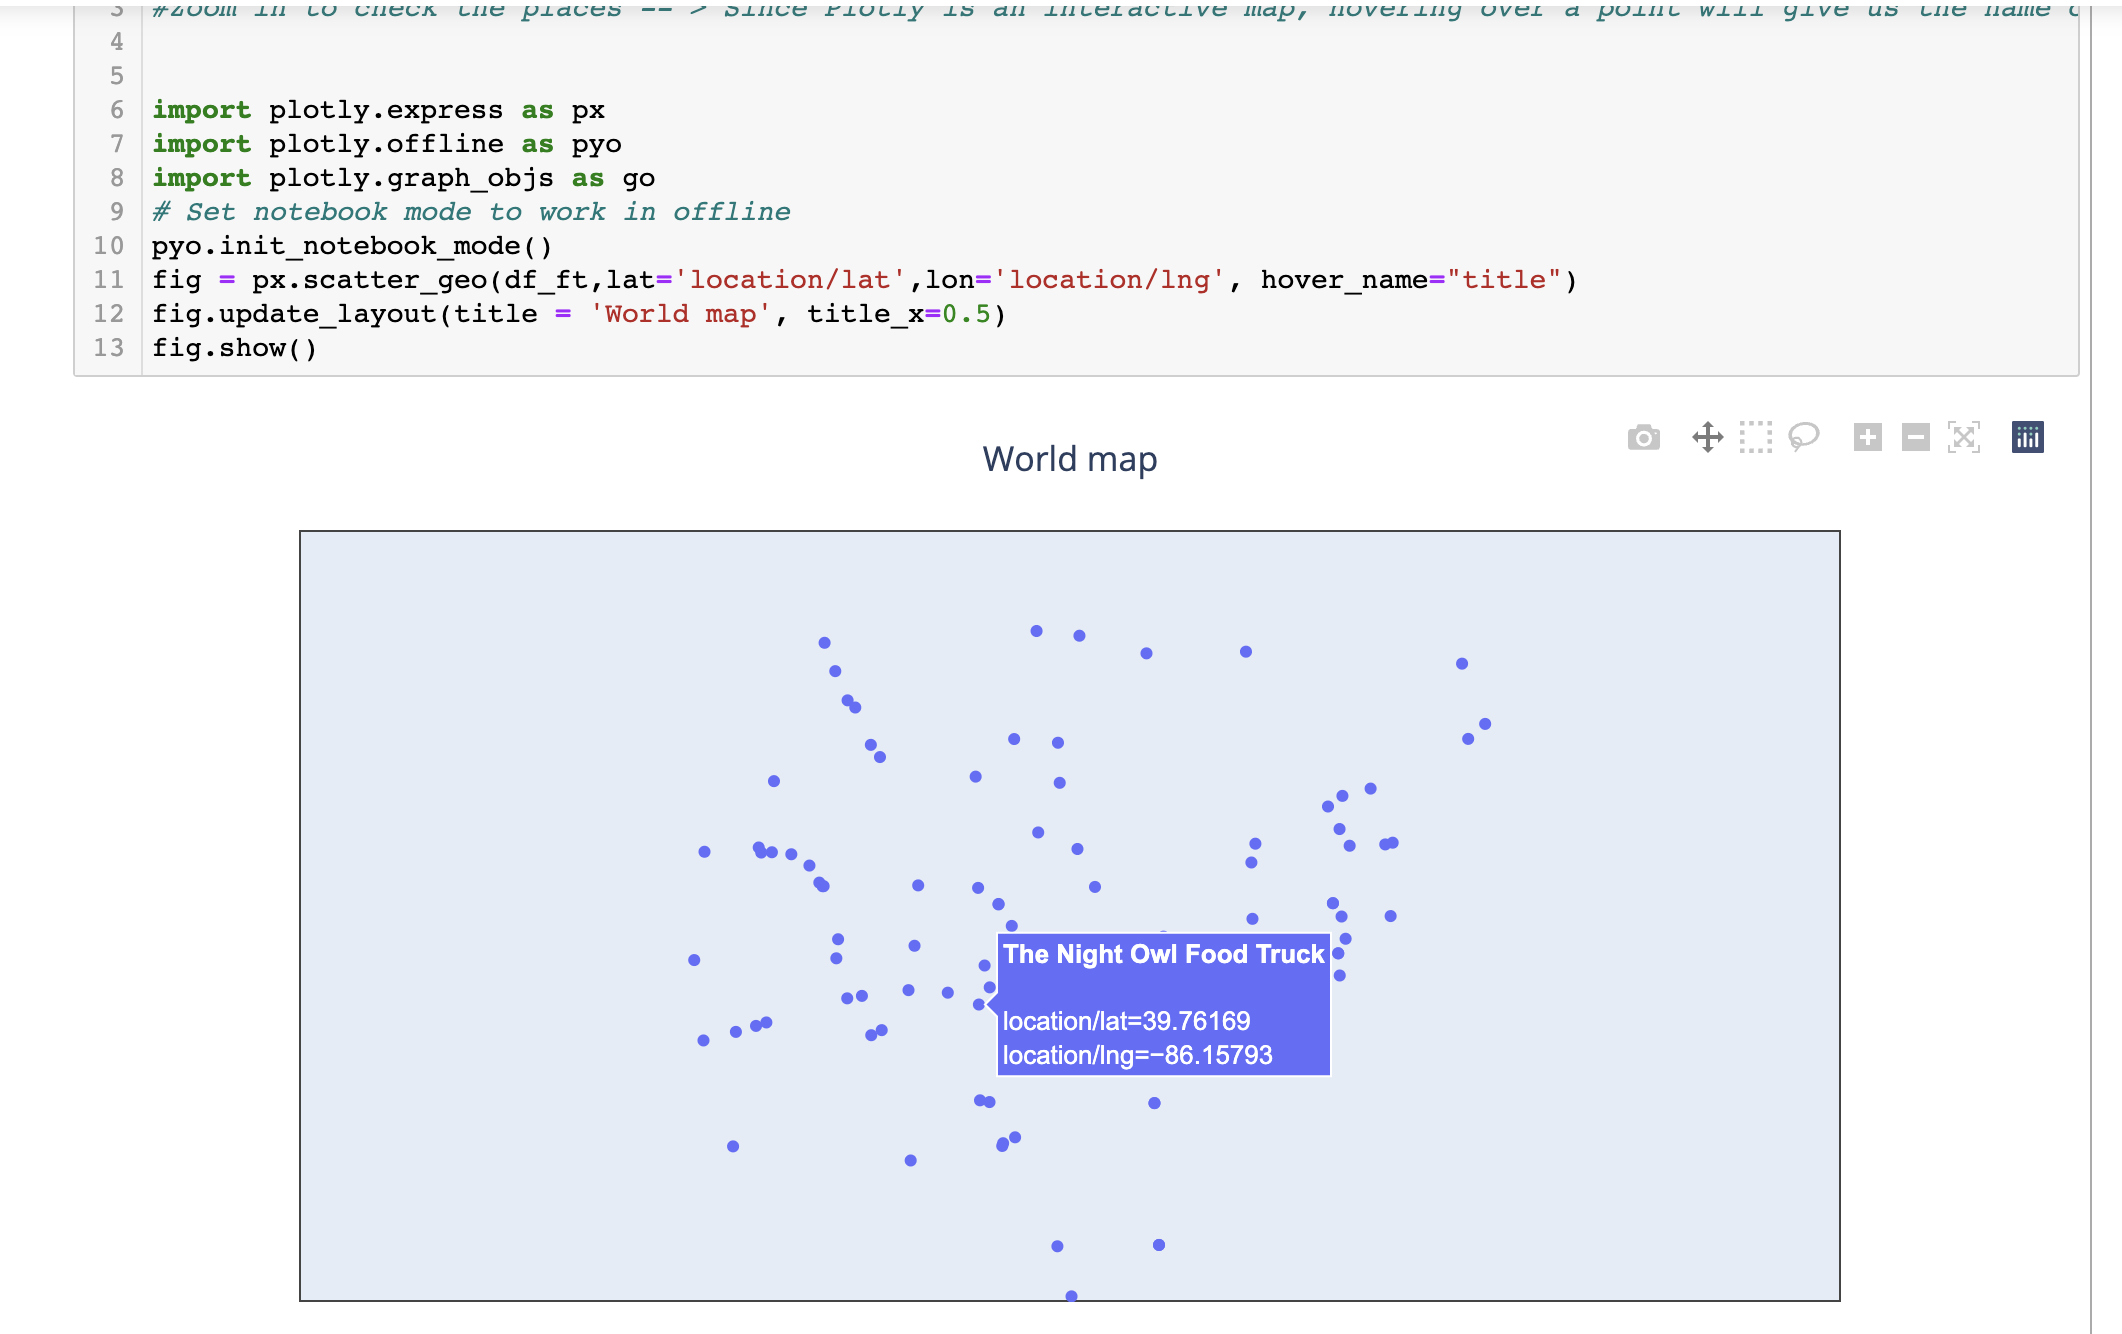 3 #Zoom in to check the places -- > Since Plotly is an interactive map, hovering over a point will give us the name
4
5
6 import plotly.express as px
7 import plotly.offline as pyo
8 import plotly.graph_objs as go
9 # Set notebook mode to work in offline
10 pyo.init_notebook_mode()
11 fig = px.scatter_geo(df_ft,lat='location/lat',lon='location/lng', hover_name="title")
12 fig.update_layout(title = 'World map', title_x=0.5)
13 fig.show()
World map
The Night Owl Food Truck
location/lat=39.76169
location/lng=−86.15793